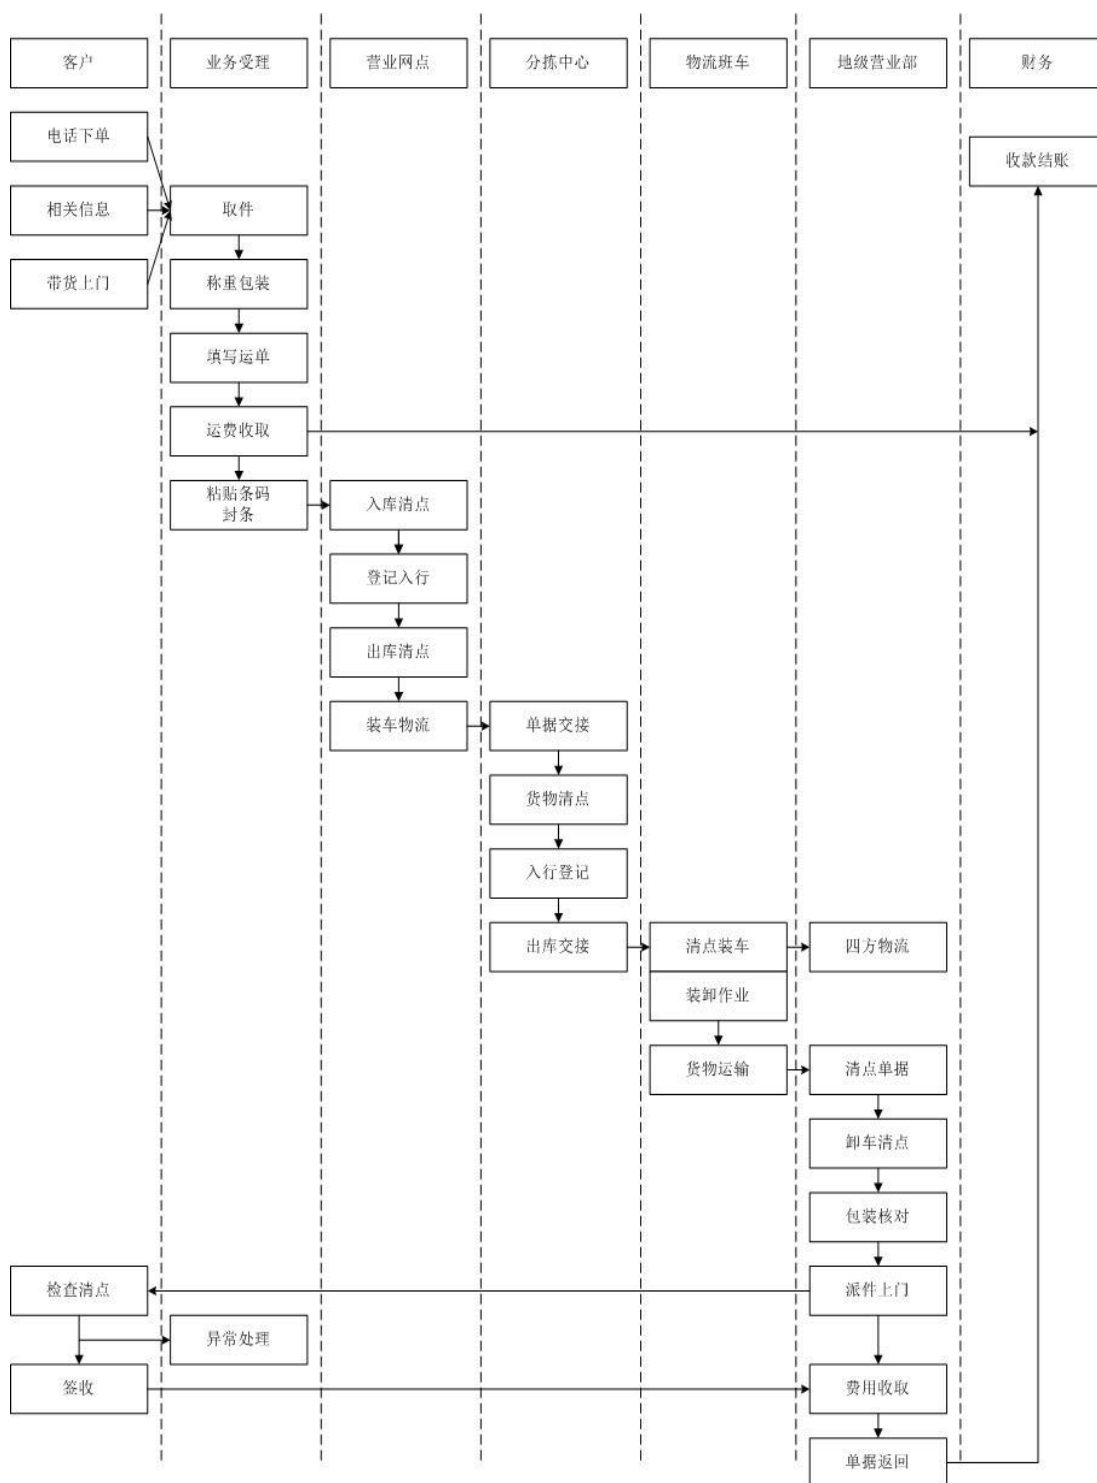 客户
业务受理
营业网点
分拣中心
物流班车
地级营业部
财务
电话下单
收款结账
相关信息
取件
带货上门
称重包装
填写运单
运费收取
粘贴条码
封条
入库清点
登记入行
出库清点
装车物流
单据交接
货物清点
入行登记
出库交接
清点装车
四方物流
装卸作业
货物运输
清点单据
卸车清点
包装核对
检查清点
派件上门
异常处理
签收
费用收取
单据返回